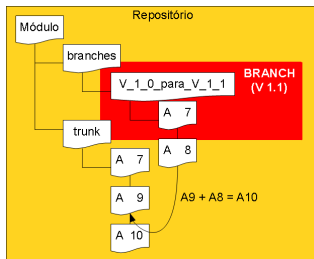 Repositório
Módulo
branches
BRANCH
(V 1.1)
V_1_0_para_V_1_1
A 7
trunk
A 8
A 7
A 9
A9 + A8 = A10
A 10